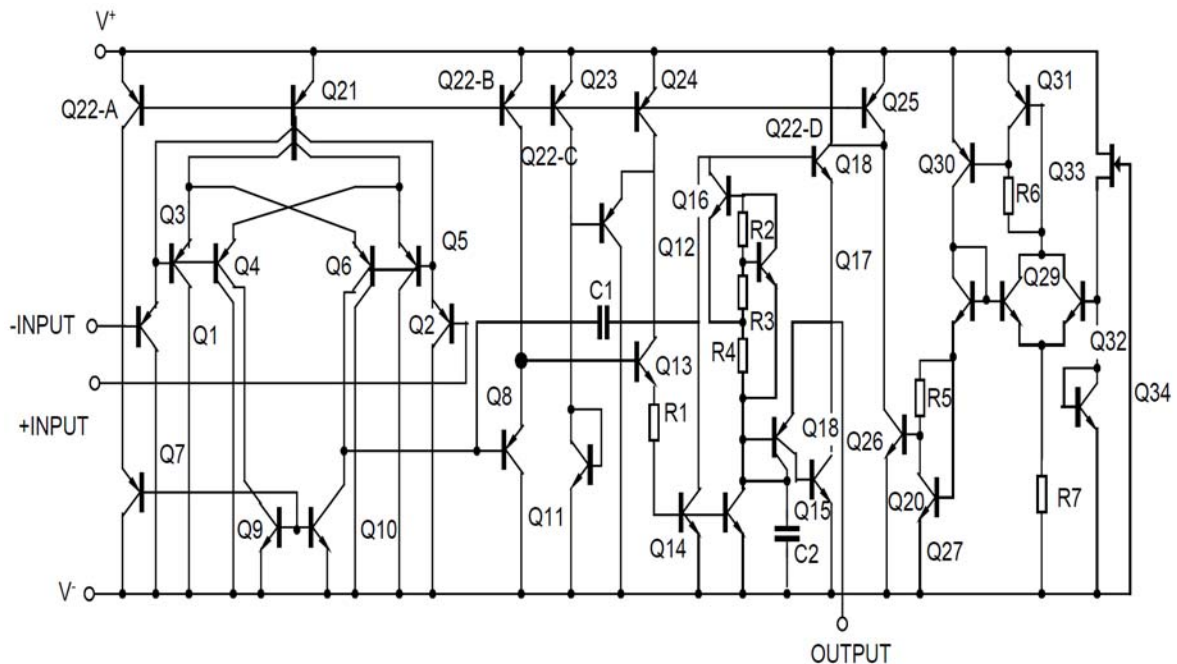 V+
Q22-A
Q21
Q22-B
Q23
Q24
Q25
Q31
Q22-C
Q22-D
Q18
Q30
R6
Q33
Q3
Q4
Q6
Q5
Q16
R2
Q12
Q17
Q29
-INPUT
Q1
Q2
C1
R3
R4
Q32
+INPUT
Q8
Q13
R1
R5
Q34
Q7
Q18
Q26
Q9
Q10
Q11
Q14
Q15
C2
Q20
Q27
R7
V-
OUTPUT